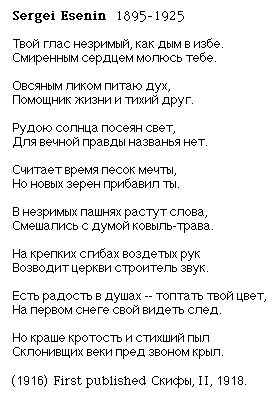 Sergei Esenin 1895-1925
Твой глас незримый, как дым в избе.
Смиренным сердцем молюсь тебе.
Овсяным ликом питаю дух,
Помощник жизни и тихий друг.
Рудою солнца посеян свет,
Для вечной правды названья нет.
Считает время песок мечты,
Но новых зерен прибавил ты.
В незримых пашнях растут слова,
Смешались с думой ковыль-трава.
На крепких сгибах воздетых рук
Возводит церкви строитель звук.
Есть радость в душах -- топтать твой цвет,
На первом снеге свой видеть след.
Но краше кротость и стихший пыл
Склонивщих веки пред звоном крыл.
(1916) First published Скифы, II, 1918.